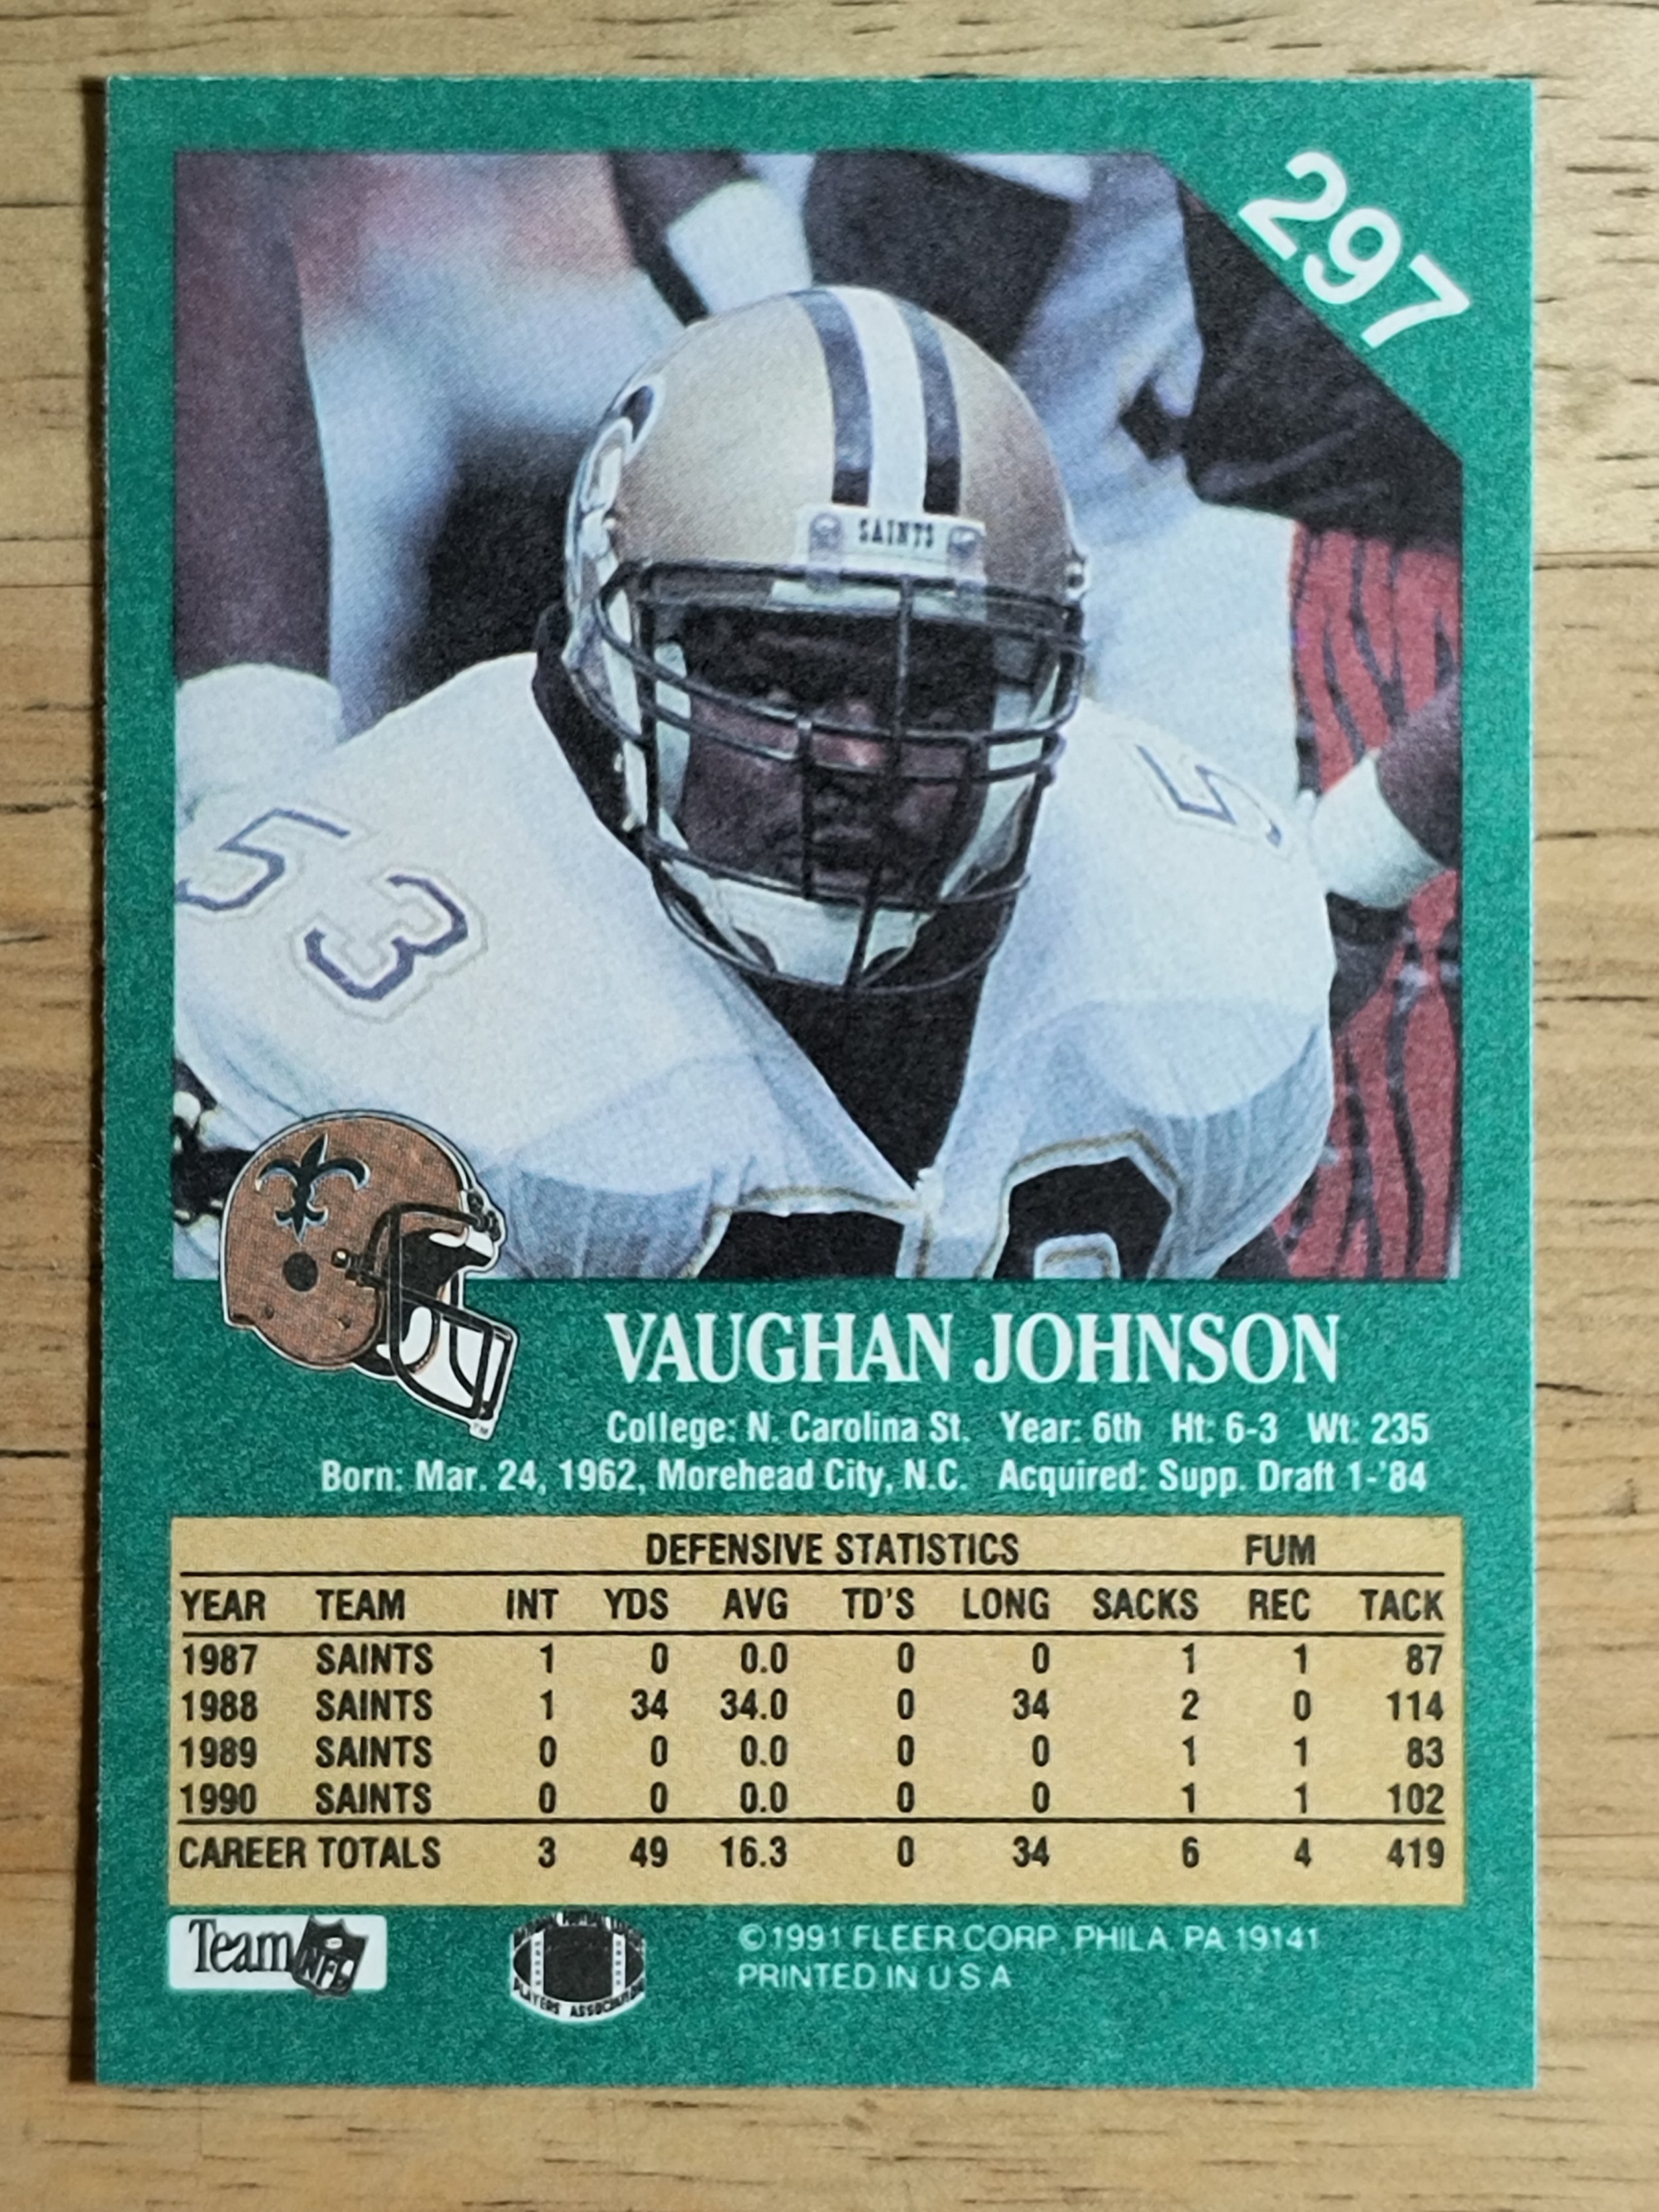 297
SAINTS
53
5
VAUGHAN JOHNSON
College: N. Carolina St. Year: 6th Ht: 6-3 Wt: 235
Born: Mar. 24, 1962, Morehead City, N.C. Acquired: Supp. Draft 1-'84
DEFENSIVE STATISTICS FUM
YEAR TEAM INT YDS AVG TD'S LONG SACKS REC TACK
1987 SAINTS 1 0 0.0 0 0 1 1 87
1988 SAINTS 1 34 34.0 0 34 2 0 114
1989 SAINTS 0 0 0.0 0 0 1 1 83
1990 SAINTS 0 0 0.0 0 0 1 1 102
CAREER TOTALS 3 49 16.3 0 34 6 4 419
Team NFL
PLAYERS ASSOCIATION
©1991 FLEER CORP. PHILA. PA 19141
PRINTED IN U S A